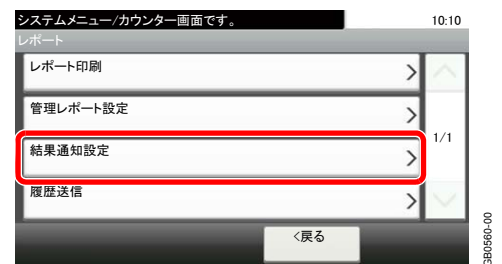 システムメニュー/カウンター画面です。
10:10
レポート
レポート印刷
管理レポート設定
結果通知設定
履歴送信
1/1
<戻る
GB0560-00